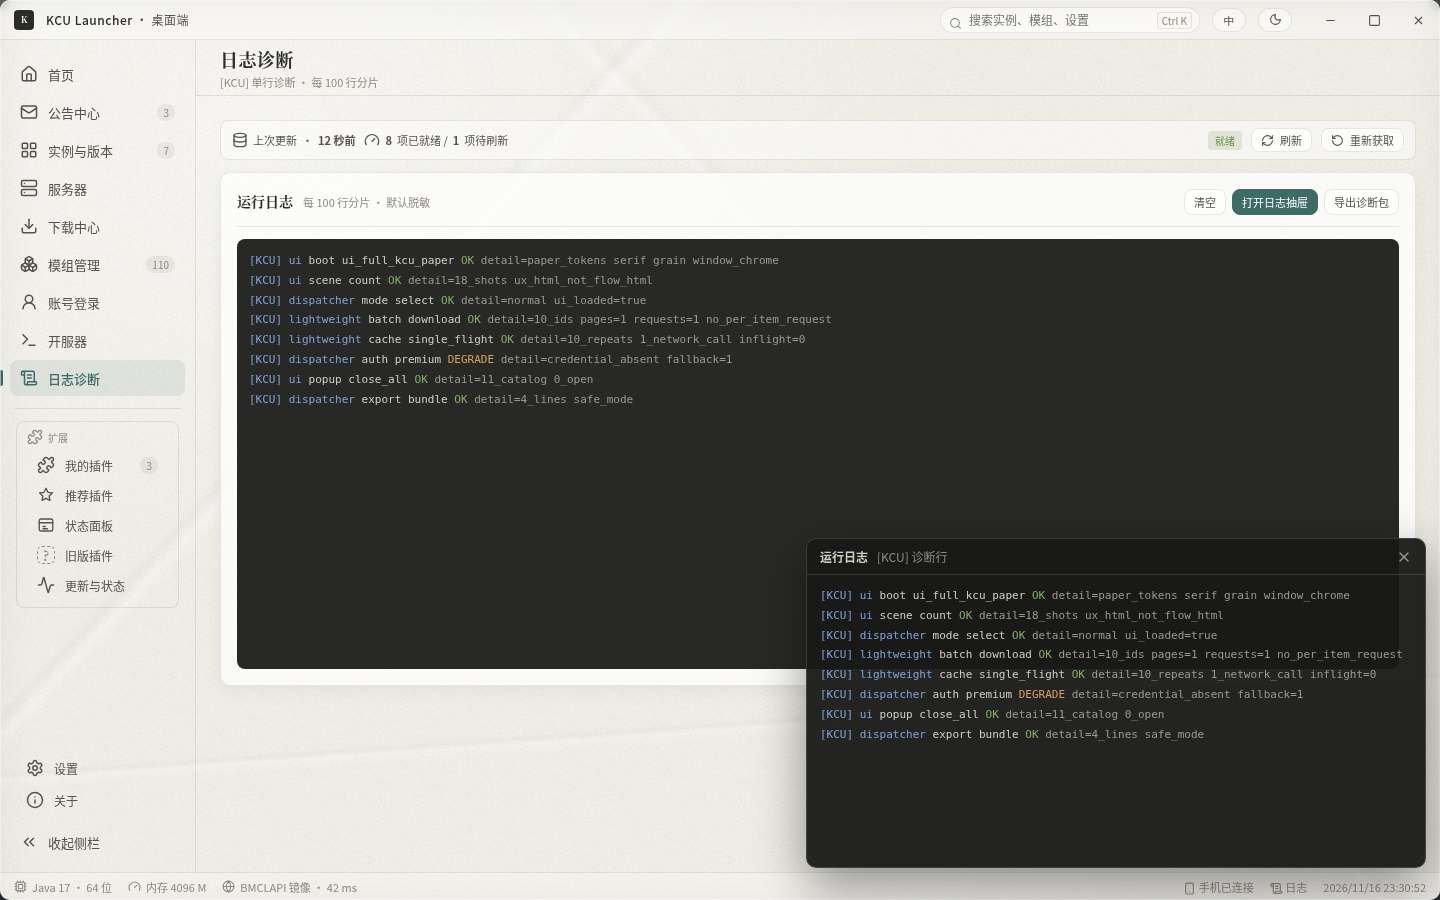 K KCU Launcher • 桌面端
搜索实例、模组、设置 Ctrl K
中
首页
公告中心 3
实例与版本 7
服务器
下载中心
模组管理 110
账号登录
开服器
日志诊断
扩展
我的插件 3
推荐插件
状态面板
? 旧版插件
更新与状态
设置
关于
收起侧栏
日志诊断
[KCU] 单行诊断 • 每 100 行分片
上次更新 • 12 秒前 8 项已就绪 / 1 项待刷新
就绪 刷新 重新获取
运行日志 每 100 行分片 • 默认脱敏
清空 打开日志抽屉 导出诊断包
[KCU] ui boot ui_full_kcu_paper OK detail=paper_tokens serif grain window_chrome
[KCU] ui scene count OK detail=18_shots ux_html_not_flow_html
[KCU] dispatcher mode select OK detail=normal ui_loaded=true
[KCU] lightweight batch download OK detail=10_ids pages=1 requests=1 no_per_item_request
[KCU] lightweight cache single_flight OK detail=10_repeats 1_network_call inflight=0
[KCU] dispatcher auth premium DEGRADE detail=credential_absent fallback=1
[KCU] ui popup close_all OK detail=11_catalog 0_open
[KCU] dispatcher export bundle OK detail=4_lines safe_mode
运行日志 [KCU] 诊断行
[KCU] ui boot ui_full_kcu_paper OK detail=paper_tokens serif grain window_chrome
[KCU] ui scene count OK detail=18_shots ux_html_not_flow_html
[KCU] dispatcher mode select OK detail=normal ui_loaded=true
[KCU] lightweight batch download OK detail=10_ids pages=1 requests=1 no_per_item_request
[KCU] lightweight cache single_flight OK detail=10_repeats 1_network_call inflight=0
[KCU] dispatcher auth premium DEGRADE detail=credential_absent fallback=1
[KCU] ui popup close_all OK detail=11_catalog 0_open
[KCU] dispatcher export bundle OK detail=4_lines safe_mode
Java 17 • 64 位 内存 4096 M BMCLAPI 镜像 • 42 ms
手机已连接 日志 2026/11/16 23:30:52